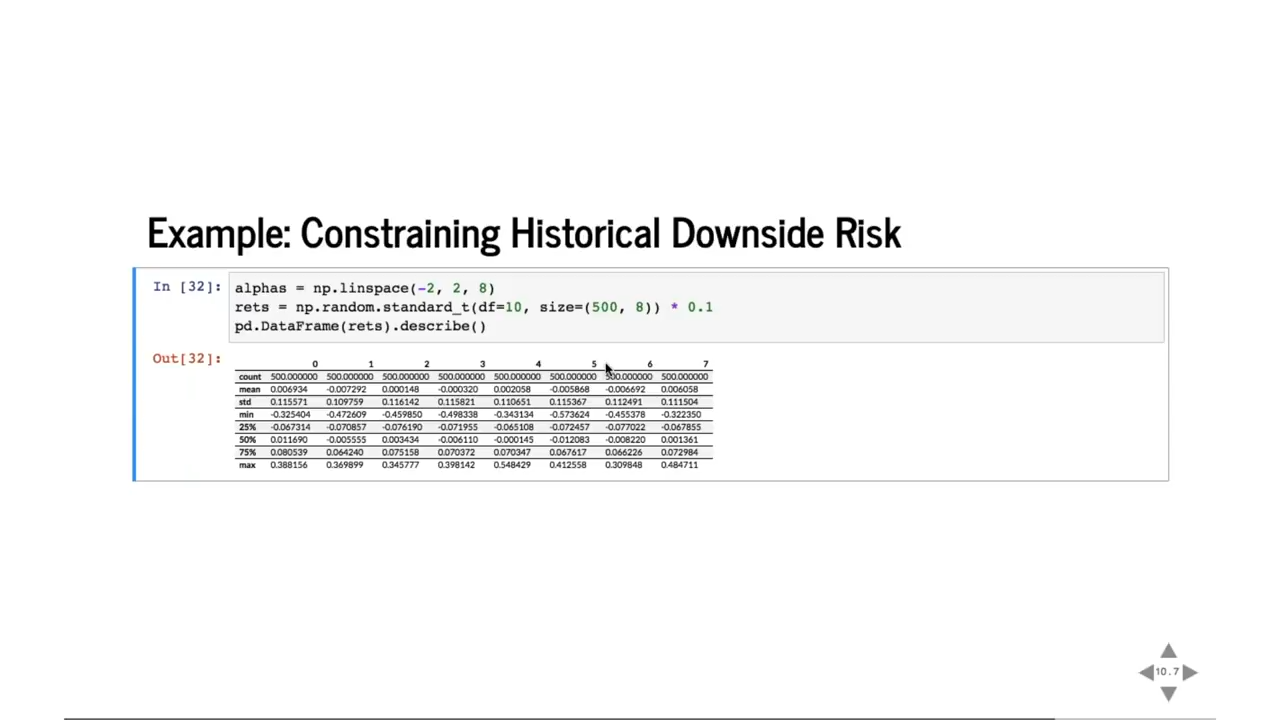 Example: Constraining Historical Downside Risk
In [32]: alphas = np.linspace(-2, 2, 8)
rets = np.random.standard_t(df=10, size=(500, 8)) * 0.1
pd.DataFrame(rets).describe()
Out[32]:
0 1 2 3 4 5 6 7
count 500.000000 500.000000 500.000000 500.000000 500.000000 500.000000 500.000000 500.000000
mean 0.006934 -0.007292 0.000148 -0.000320 0.002058 -0.005868 -0.006692 0.006058
std 0.115571 0.109759 0.116142 0.115821 0.110651 0.115367 0.112491 0.111504
min -0.325404 -0.472609 -0.459850 -0.498338 -0.343134 -0.573624 -0.455378 -0.322350
25% -0.067314 -0.070857 -0.076190 -0.071955 -0.065108 -0.072457 -0.077022 -0.067855
50% 0.011690 -0.005555 0.003434 -0.006110 -0.000145 -0.012083 -0.008220 0.001361
75% 0.080539 0.064240 0.075158 0.070372 0.070347 0.067617 0.066226 0.072984
max 0.388156 0.369899 0.345777 0.398142 0.548429 0.412558 0.309848 0.484711
10.7